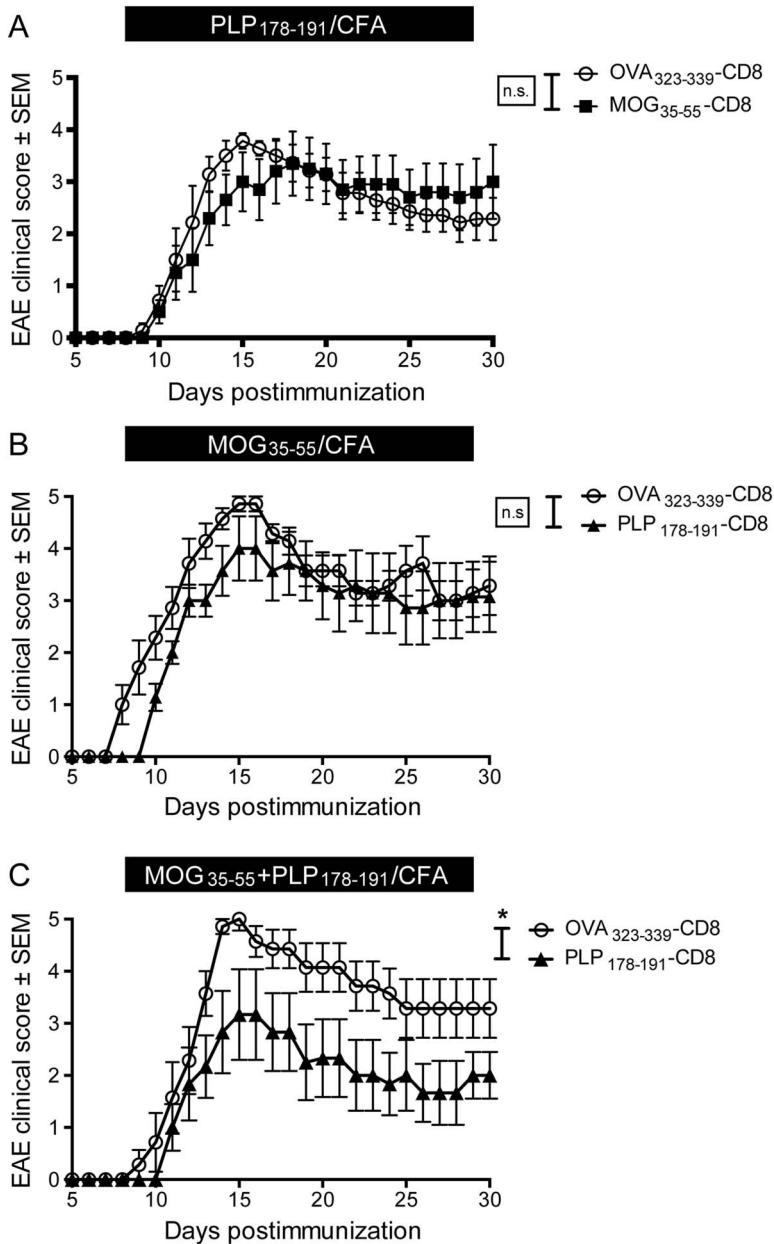 A
PLP178-191/CFA
EAE clinical score ± SEM
5
4
3
2
1
0
5 10 15 20 25 30
Days postimmunization
n.s.
OVA323-339-CD8
MOG35-55-CD8
B
MOG35-55/CFA
EAE clinical score ± SEM
5
4
3
2
1
0
5 10 15 20 25 30
Days postimmunization
n.s
OVA323-339-CD8
PLP178-191-CD8
C
MOG35-55+PLP178-191/CFA
EAE clinical score ± SEM
5
4
3
2
1
0
5 10 15 20 25 30
Days postimmunization
*
OVA323-339-CD8
PLP178-191-CD8